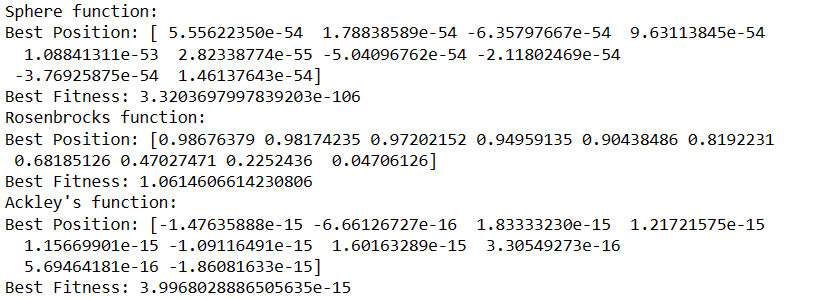 Sphere function:
Best Position: [ 5.55622350e-54  1.78838589e-54 -6.35797667e-54  9.63113845e-54
  1.08841311e-53  2.82338774e-55 -5.04096762e-54 -2.11802469e-54
 -3.76925875e-54  1.46137643e-54]
Best Fitness: 3.3203697997839203e-106
Rosenbrocks function:
Best Position: [0.98676379 0.98174235 0.97202152 0.94959135 0.90438486 0.8192231
 0.68185126 0.47027471 0.2252436  0.04706126]
Best Fitness: 1.0614606614230806
Ackley's function:
Best Position: [-1.47635888e-15 -6.66126727e-16  1.83333230e-15  1.21721575e-15
  1.15669901e-15 -1.09116491e-15  1.60163289e-15  3.30549273e-16
  5.69464181e-16 -1.86081633e-15]
Best Fitness: 3.9968028886505635e-15